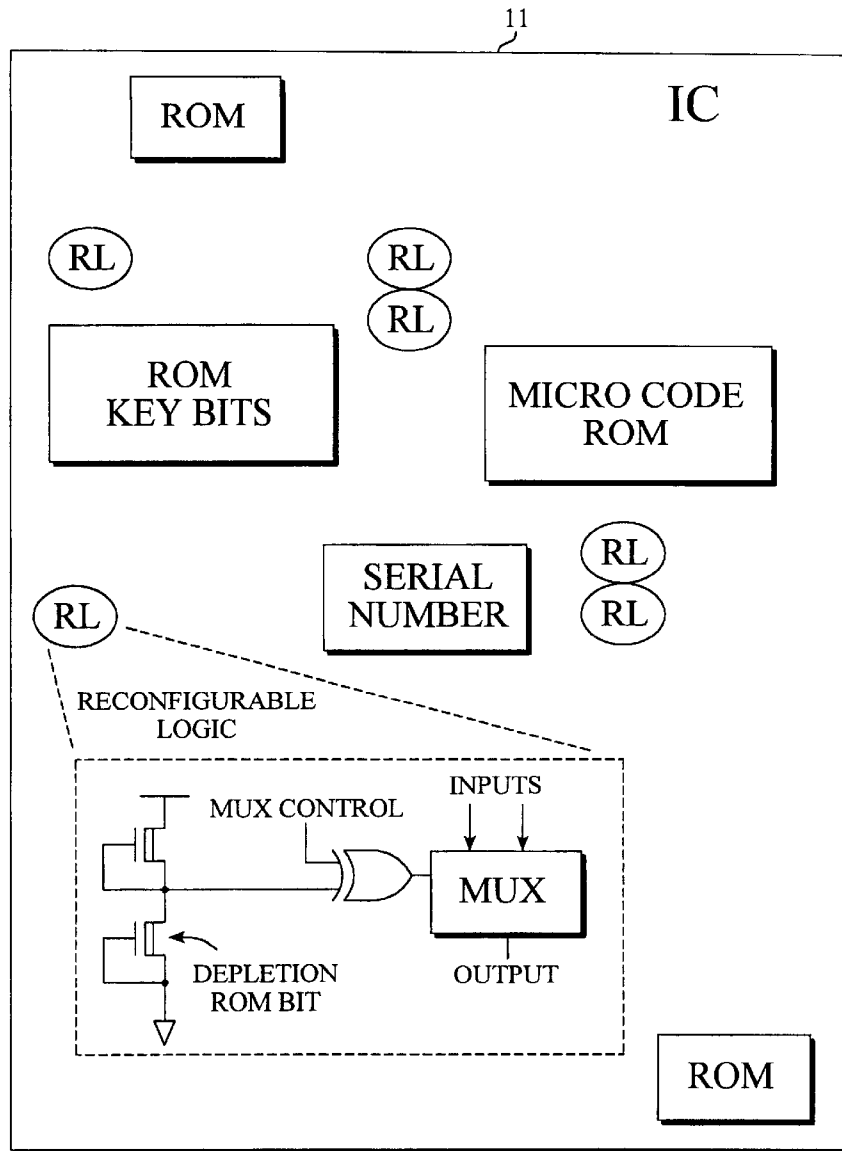 11
ROM
IC
RL
RL
RL
ROM
KEY BITS
MICRO CODE
ROM
RL
RL
SERIAL
NUMBER
RL
RECONFIGURABLE
LOGIC
MUX CONTROL
INPUTS
MUX
DEPLETION
ROM BIT
OUTPUT
ROM